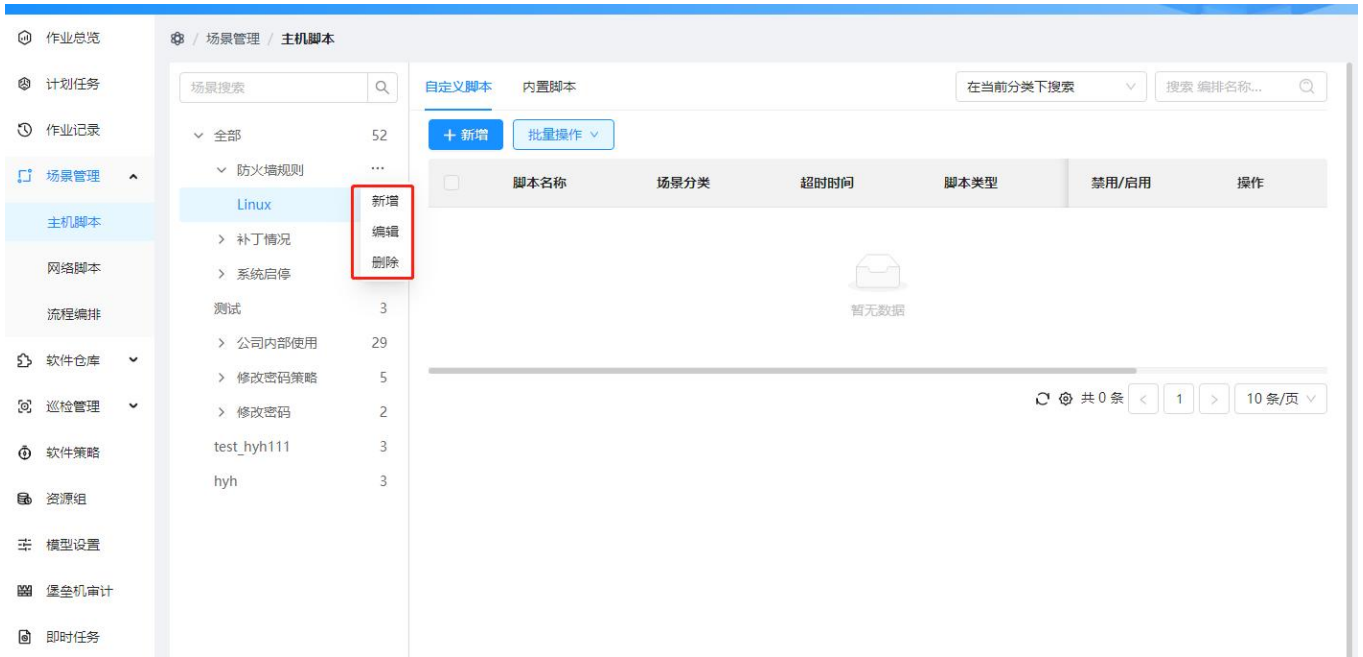 作业总览
计划任务
作业记录
场景管理
主机脚本
网络脚本
流程编排
软件仓库
巡检管理
软件策略
资源组
模型设置
堡垒机审计
即时任务
/ 场景管理 / 主机脚本
场景搜索
全部 52
防火墙规则 ...
Linux
补丁情况
系统启停
测试 3
公司内部使用 29
修改密码策略 5
修改密码 2
test_hyh111 3
hyh 3
新增
编辑
删除
自定义脚本 内置脚本 在当前分类下搜索 搜索 编排名称...
+ 新增 批量操作
脚本名称 场景分类 超时时间 脚本类型 禁用/启用 操作
暂无数据
共 0 条 < 1 > 10 条/页